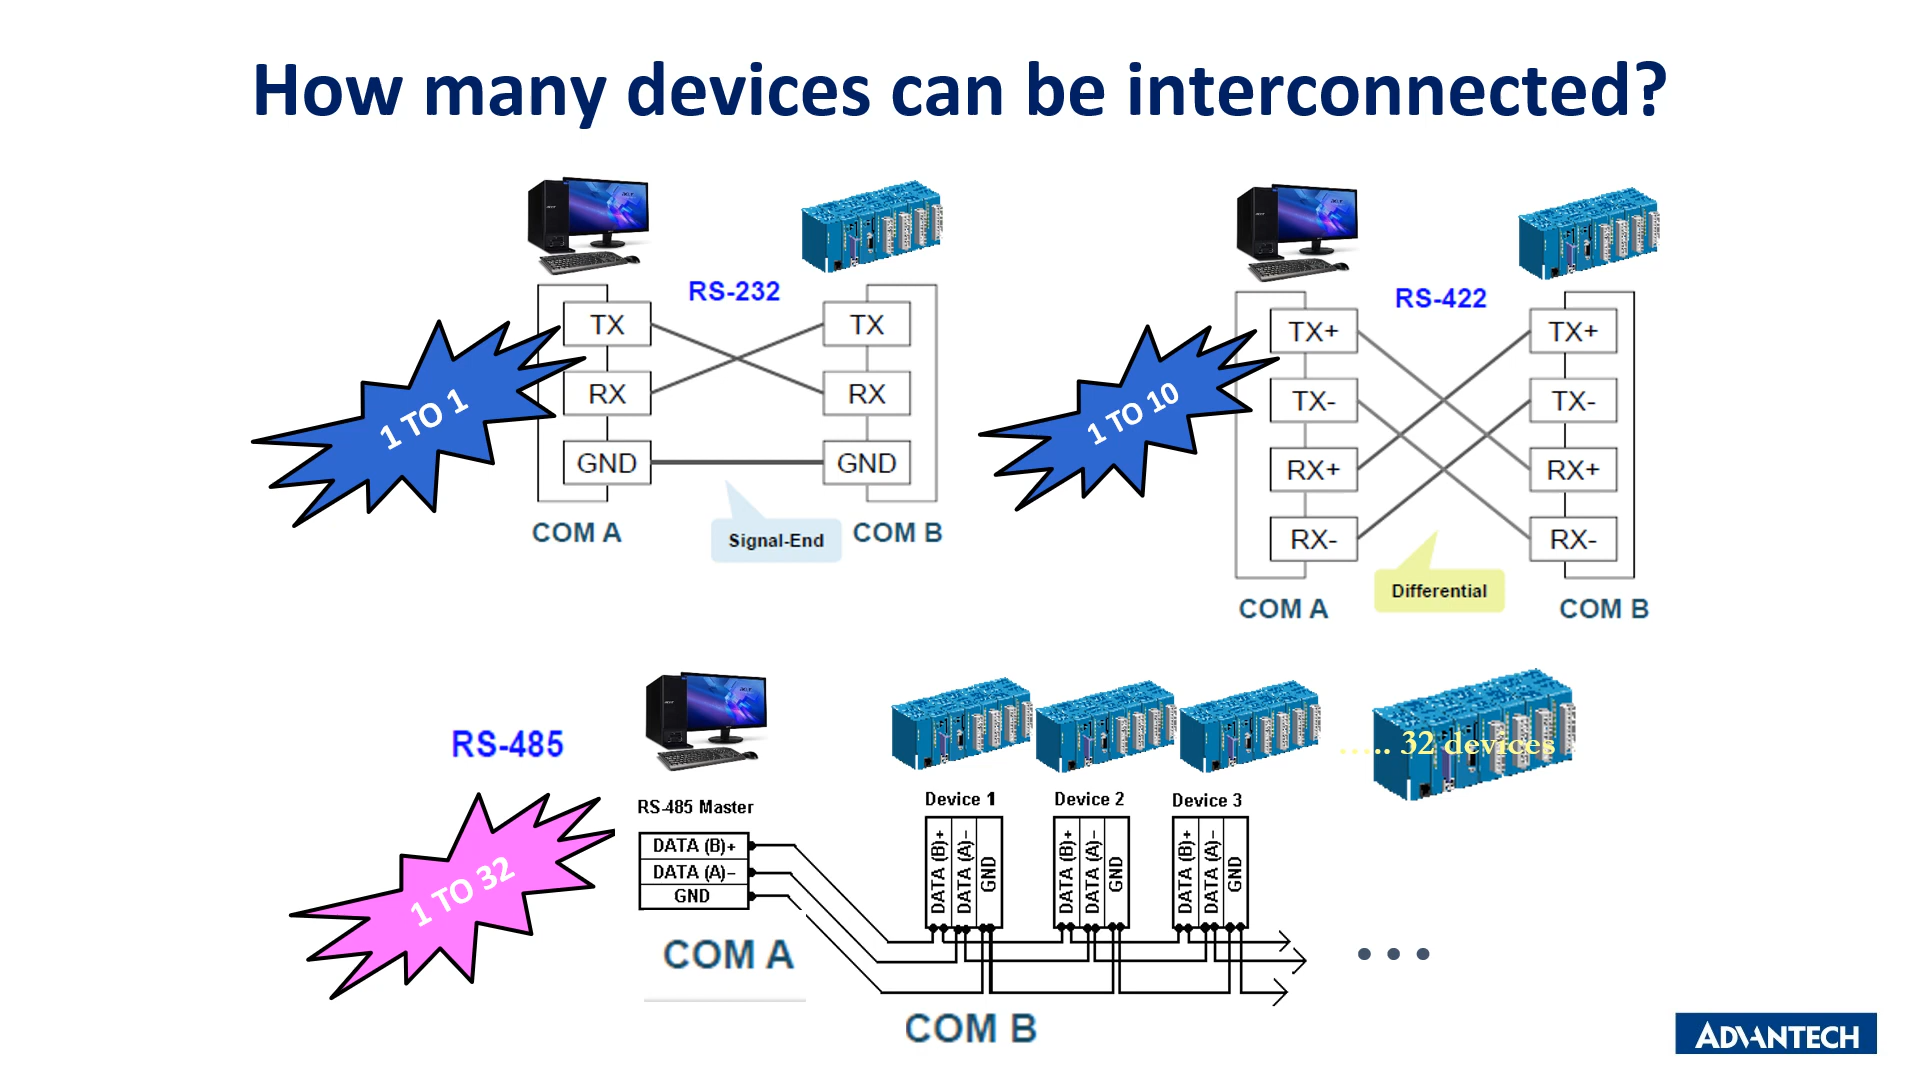 How many devices can be interconnected?
RS-232
TX
TX
RX
RX
GND
GND
1 TO 1
COM A
Signal-End
COM B
RS-422
TX+
TX+
TX-
TX-
RX+
RX+
RX-
RX-
1 TO 10
COM A
Differential
COM B
RS-485
..... 32 devices
1 TO 32
RS-485 Master
DATA (B)+
DATA (A)–
GND
COM A
Device 1
DATA (B)+
DATA (A)–
GND
Device 2
DATA (B)+
DATA (A)–
GND
Device 3
DATA (B)+
DATA (A)–
GND
...
COM B
ADVANTECH